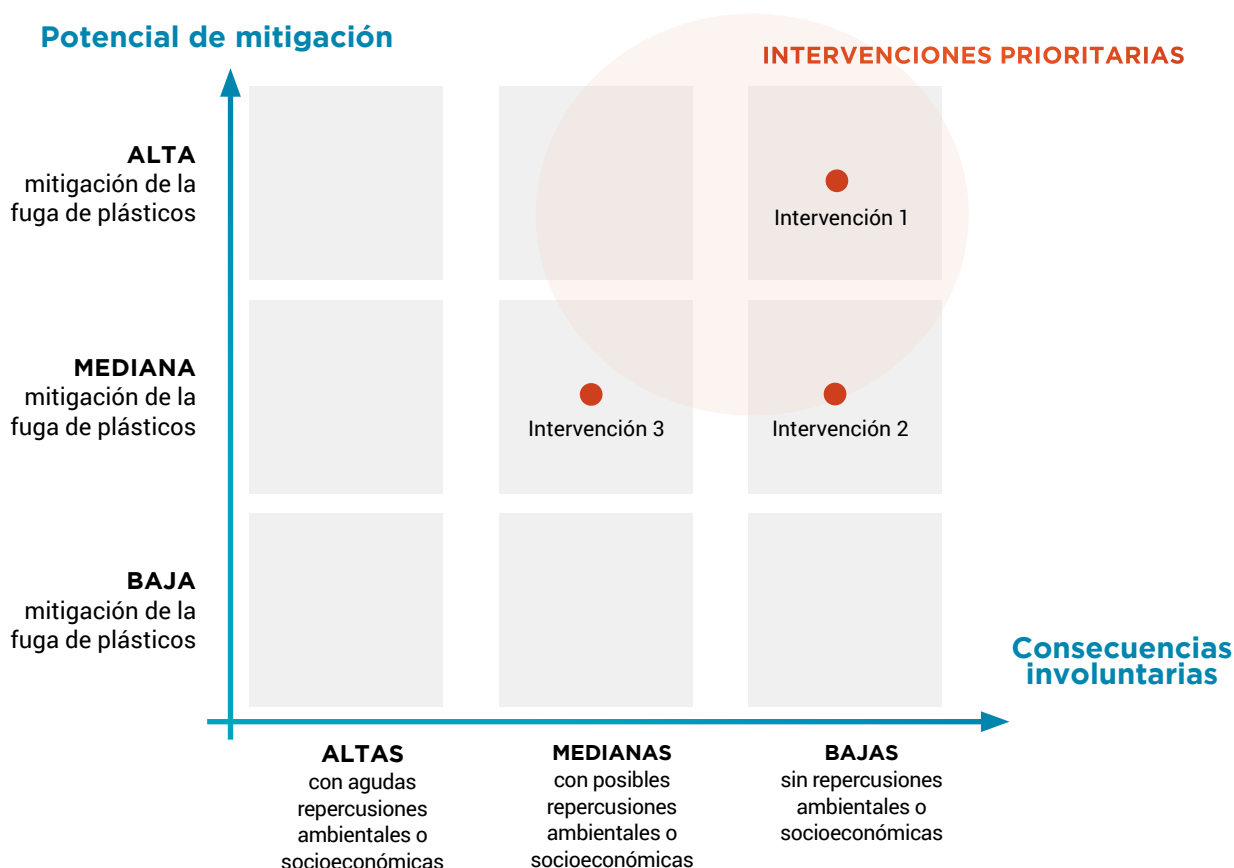 Potencial de mitigación
INTERVENCIONES PRIORITARIAS
ALTA
mitigación de la
fuga de plásticos
Intervención 1
MEDIANA
mitigación de la
fuga de plásticos
Intervención 3
Intervención 2
BAJA
mitigación de la
fuga de plásticos
Consecuencias
involuntarias
ALTAS
con agudas
repercusiones
ambientales o
socioeconómicas
MEDIANAS
con posibles
repercusiones
ambientales o
socioeconómicas
BAJAS
sin repercusiones
ambientales o
socioeconómicas